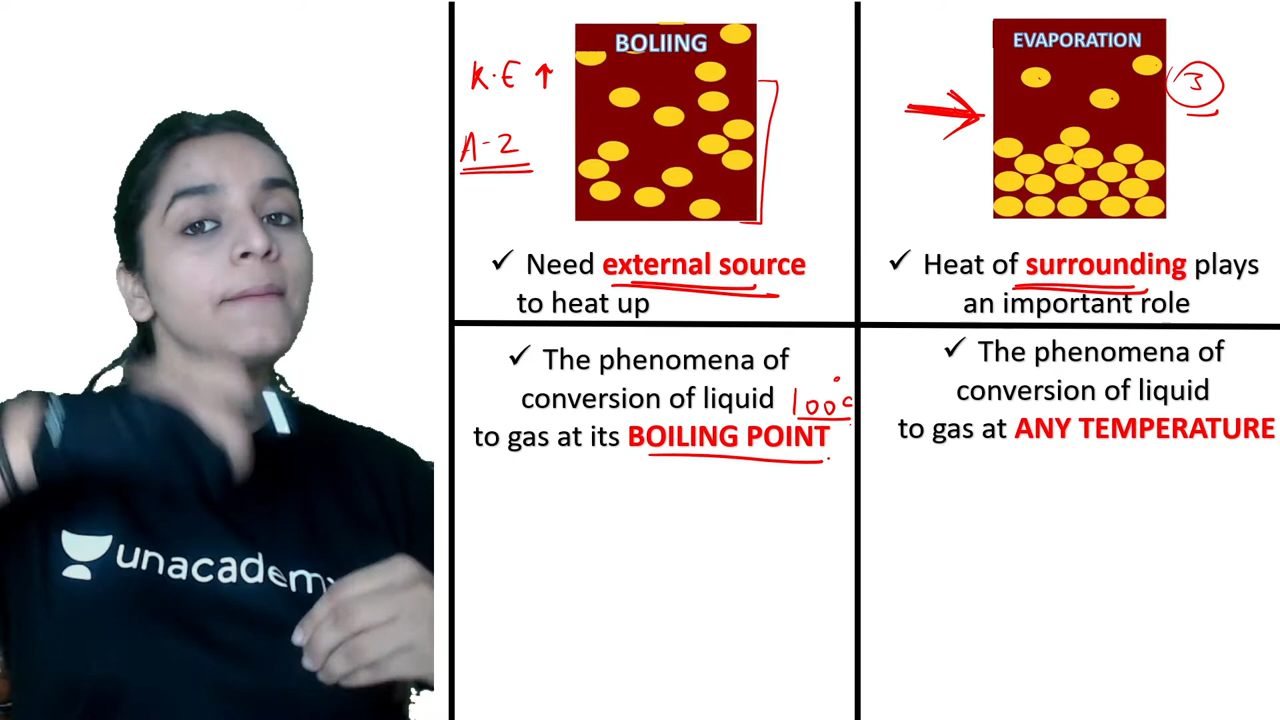 BOLIING
K.E ↑
A-2
✓ Need external source
to heat up
EVAPORATION
3
✓ Heat of surrounding plays
an important role
✓ The phenomena of
conversion of liquid
100°c
to gas at its BOILING POINT
✓ The phenomena of
conversion of liquid
to gas at ANY TEMPERATURE
unacademy